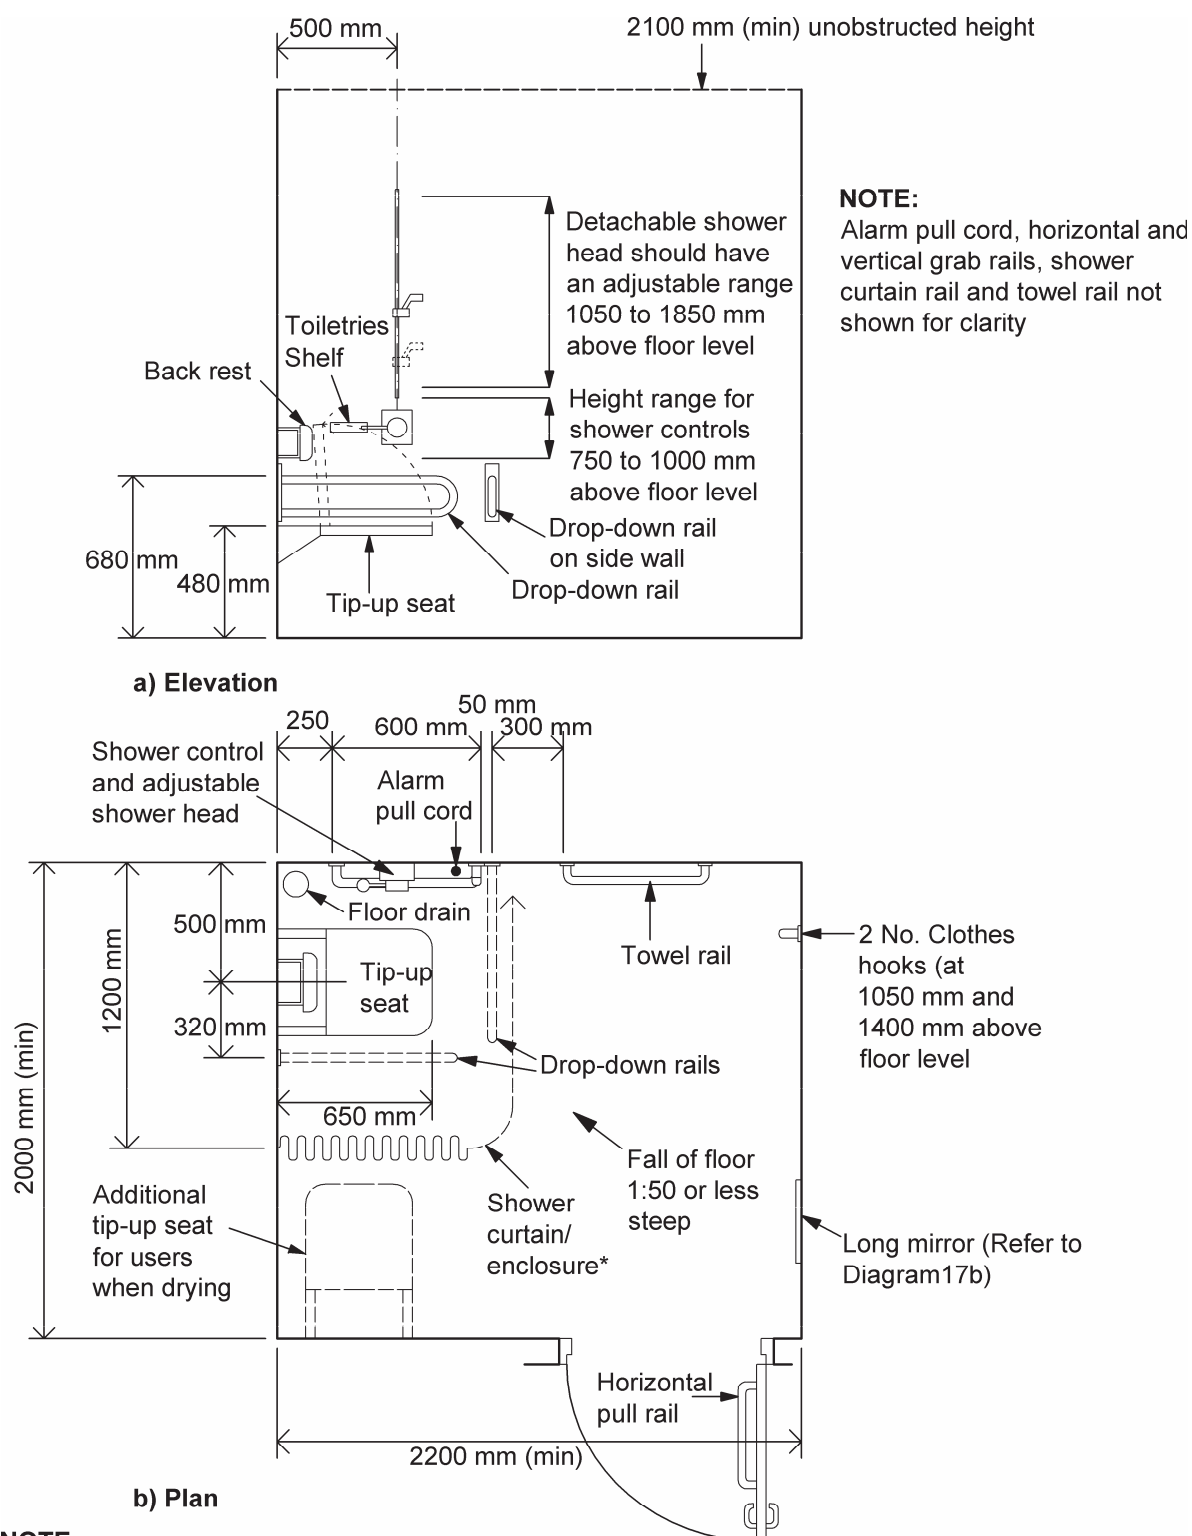 500 mm
2100 mm (min) unobstructed height
NOTE:
Alarm pull cord, horizontal and
vertical grab rails, shower
curtain rail and towel rail not
shown for clarity
Detachable shower
head should have
an adjustable range
1050 to 1850 mm
above floor level
Toiletries
Shelf
Back rest
Height range for
shower controls
750 to 1000 mm
above floor level
Drop-down rail
on side wall
Drop-down rail
680 mm
480 mm
Tip-up seat
a) Elevation
250
600 mm
50 mm
300 mm
Shower control
and adjustable
shower head
Alarm
pull cord
Floor drain
500 mm
Tip-up
seat
Towel rail
2 No. Clothes
hooks (at
1050 mm and
1400 mm above
floor level
1200 mm
320 mm
Drop-down rails
650 mm
2000 mm (min)
Fall of floor
1:50 or less
steep
Additional
tip-up seat
for users
when drying
Shower
curtain/
enclosure*
Long mirror (Refer to
Diagram17b)
Horizontal
pull rail
2200 mm (min)
b) Plan
NOTE